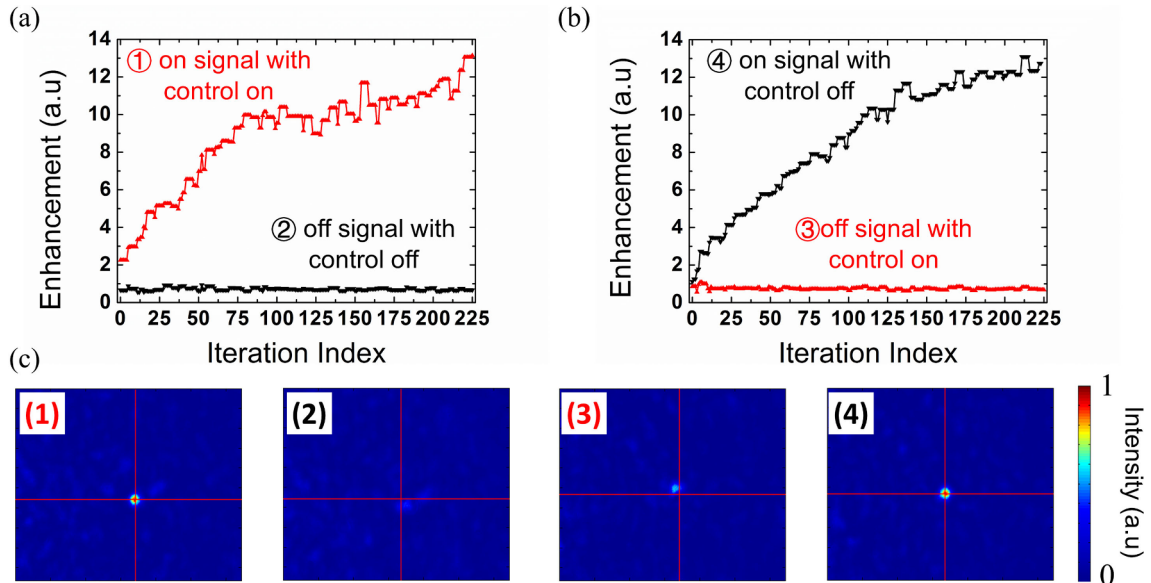 (a)
14
12
10
8
6
4
2
0
Enhancement (a.u)
① on signal with
control on
② off signal with
control off
0 25 50 75 100 125 150 175 200 225
Iteration Index
(b)
14
12
10
8
6
4
2
0
Enhancement (a.u)
④ on signal with
control off
③off signal with
control on
0 25 50 75 100 125 150 175 200 225
Iteration Index
(c)
(1)
(2)
(3)
(4)
1
Intensity (a.u)
0